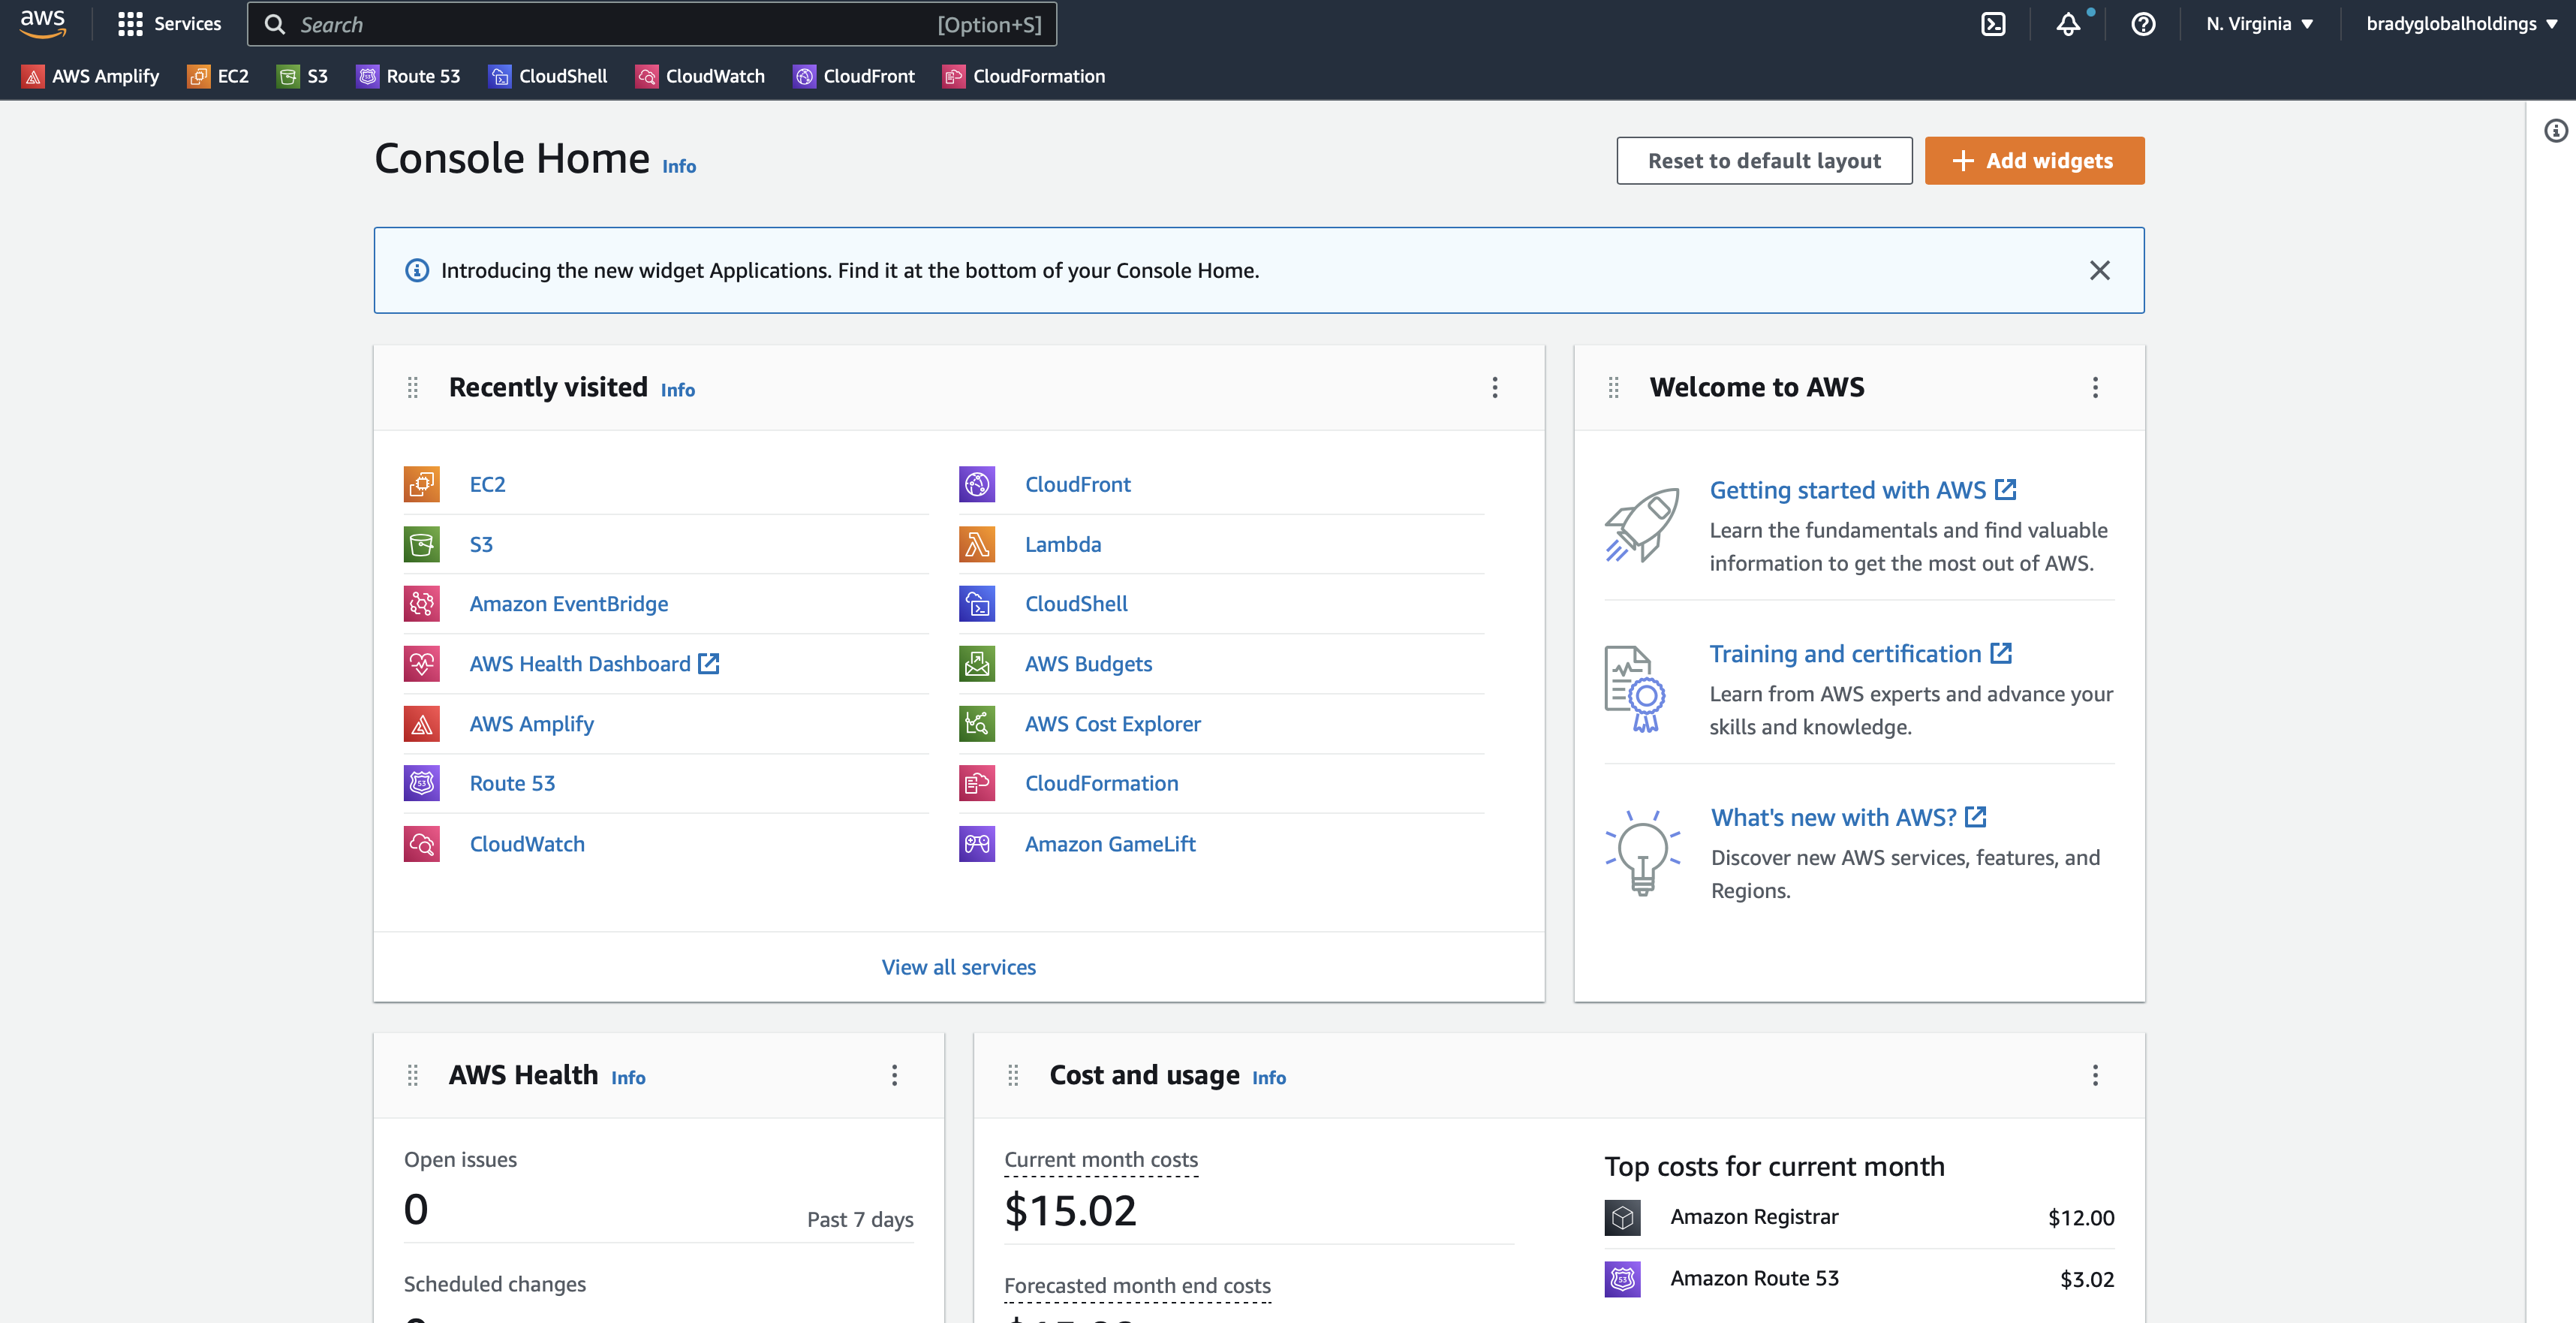 aws
Services
Search
[Option+S]
N. Virginia
bradyglobalholdings
AWS Amplify
EC2
S3
Route 53
CloudShell
CloudWatch
CloudFront
CloudFormation
Console Home Info
Reset to default layout
Add widgets
Introducing the new widget Applications. Find it at the bottom of your Console Home.
Recently visited Info
EC2
S3
Amazon EventBridge
AWS Health Dashboard
AWS Amplify
Route 53
CloudWatch
CloudFront
Lambda
CloudShell
AWS Budgets
AWS Cost Explorer
CloudFormation
Amazon GameLift
View all services
Welcome to AWS
Getting started with AWS
Learn the fundamentals and find valuable
information to get the most out of AWS.
Training and certification
Learn from AWS experts and advance your
skills and knowledge.
What's new with AWS?
Discover new AWS services, features, and
Regions.
AWS Health Info
Open issues
0
Past 7 days
Scheduled changes
Cost and usage Info
Current month costs
$15.02
Forecasted month end costs
Top costs for current month
Amazon Registrar $12.00
Amazon Route 53 $3.02